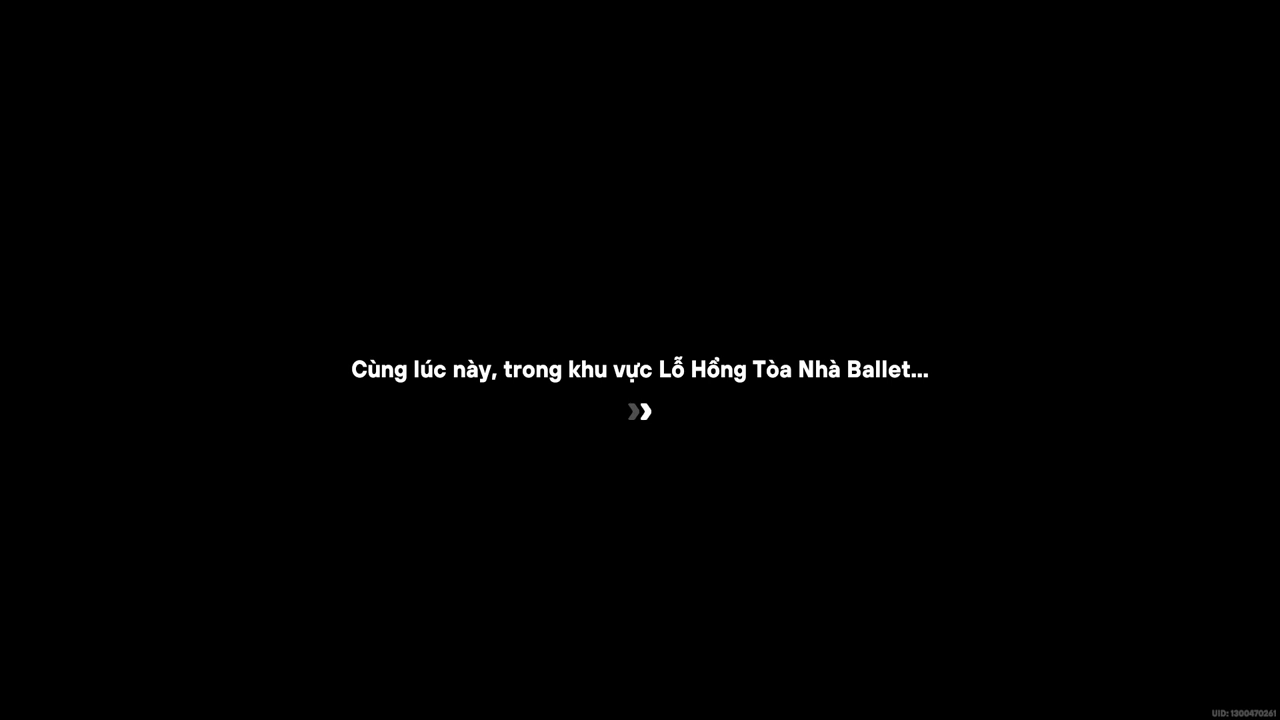 Cùng lúc này, trong khu vực Lỗ Hổng Tòa Nhà Ballet...
UID: 1300470261